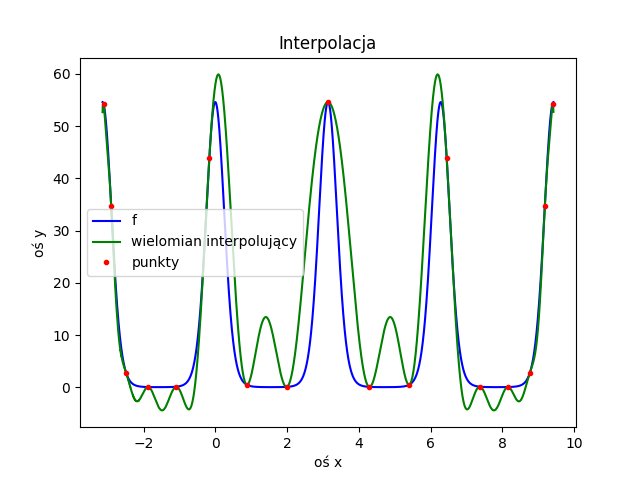 Interpolacja
60
50
40
30
20
10
0
oś y
f
wielomian interpolujący
punkty
−2
0
2
4
6
8
10
oś x